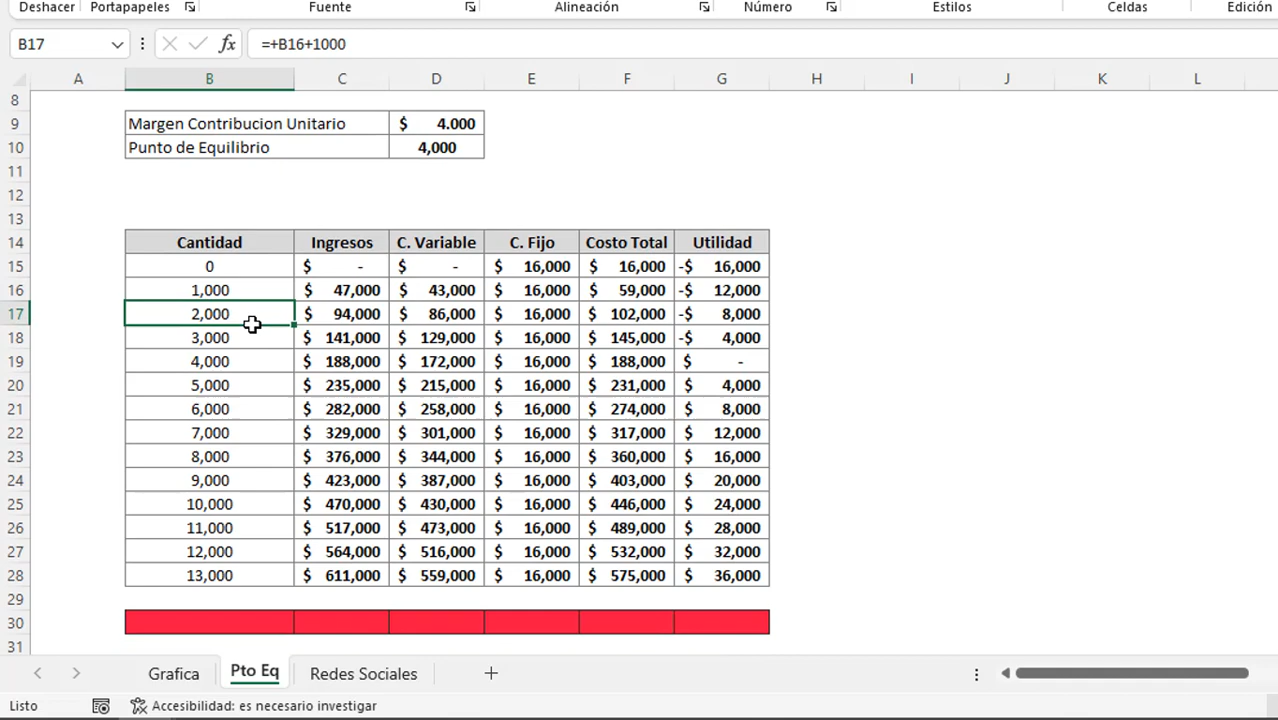 Deshacer Portapapeles Fuente Alineación Número Estilos Celdas Edición
B17 fx =+B16+1000
A B C D E F G H I J K L
8
9 Margen Contribucion Unitario $ 4.000
10 Punto de Equilibrio 4,000
11
12
13
14 Cantidad Ingresos C. Variable C. Fijo Costo Total Utilidad
15 0 $ - $ - $ 16,000 $ 16,000 -$ 16,000
16 1,000 $ 47,000 $ 43,000 $ 16,000 $ 59,000 -$ 12,000
17 2,000 $ 94,000 $ 86,000 $ 16,000 $ 102,000 -$ 8,000
18 3,000 $ 141,000 $ 129,000 $ 16,000 $ 145,000 -$ 4,000
19 4,000 $ 188,000 $ 172,000 $ 16,000 $ 188,000 $ -
20 5,000 $ 235,000 $ 215,000 $ 16,000 $ 231,000 $ 4,000
21 6,000 $ 282,000 $ 258,000 $ 16,000 $ 274,000 $ 8,000
22 7,000 $ 329,000 $ 301,000 $ 16,000 $ 317,000 $ 12,000
23 8,000 $ 376,000 $ 344,000 $ 16,000 $ 360,000 $ 16,000
24 9,000 $ 423,000 $ 387,000 $ 16,000 $ 403,000 $ 20,000
25 10,000 $ 470,000 $ 430,000 $ 16,000 $ 446,000 $ 24,000
26 11,000 $ 517,000 $ 473,000 $ 16,000 $ 489,000 $ 28,000
27 12,000 $ 564,000 $ 516,000 $ 16,000 $ 532,000 $ 32,000
28 13,000 $ 611,000 $ 559,000 $ 16,000 $ 575,000 $ 36,000
29
30
31
Grafica Pto Eq Redes Sociales
Listo Accesibilidad: es necesario investigar